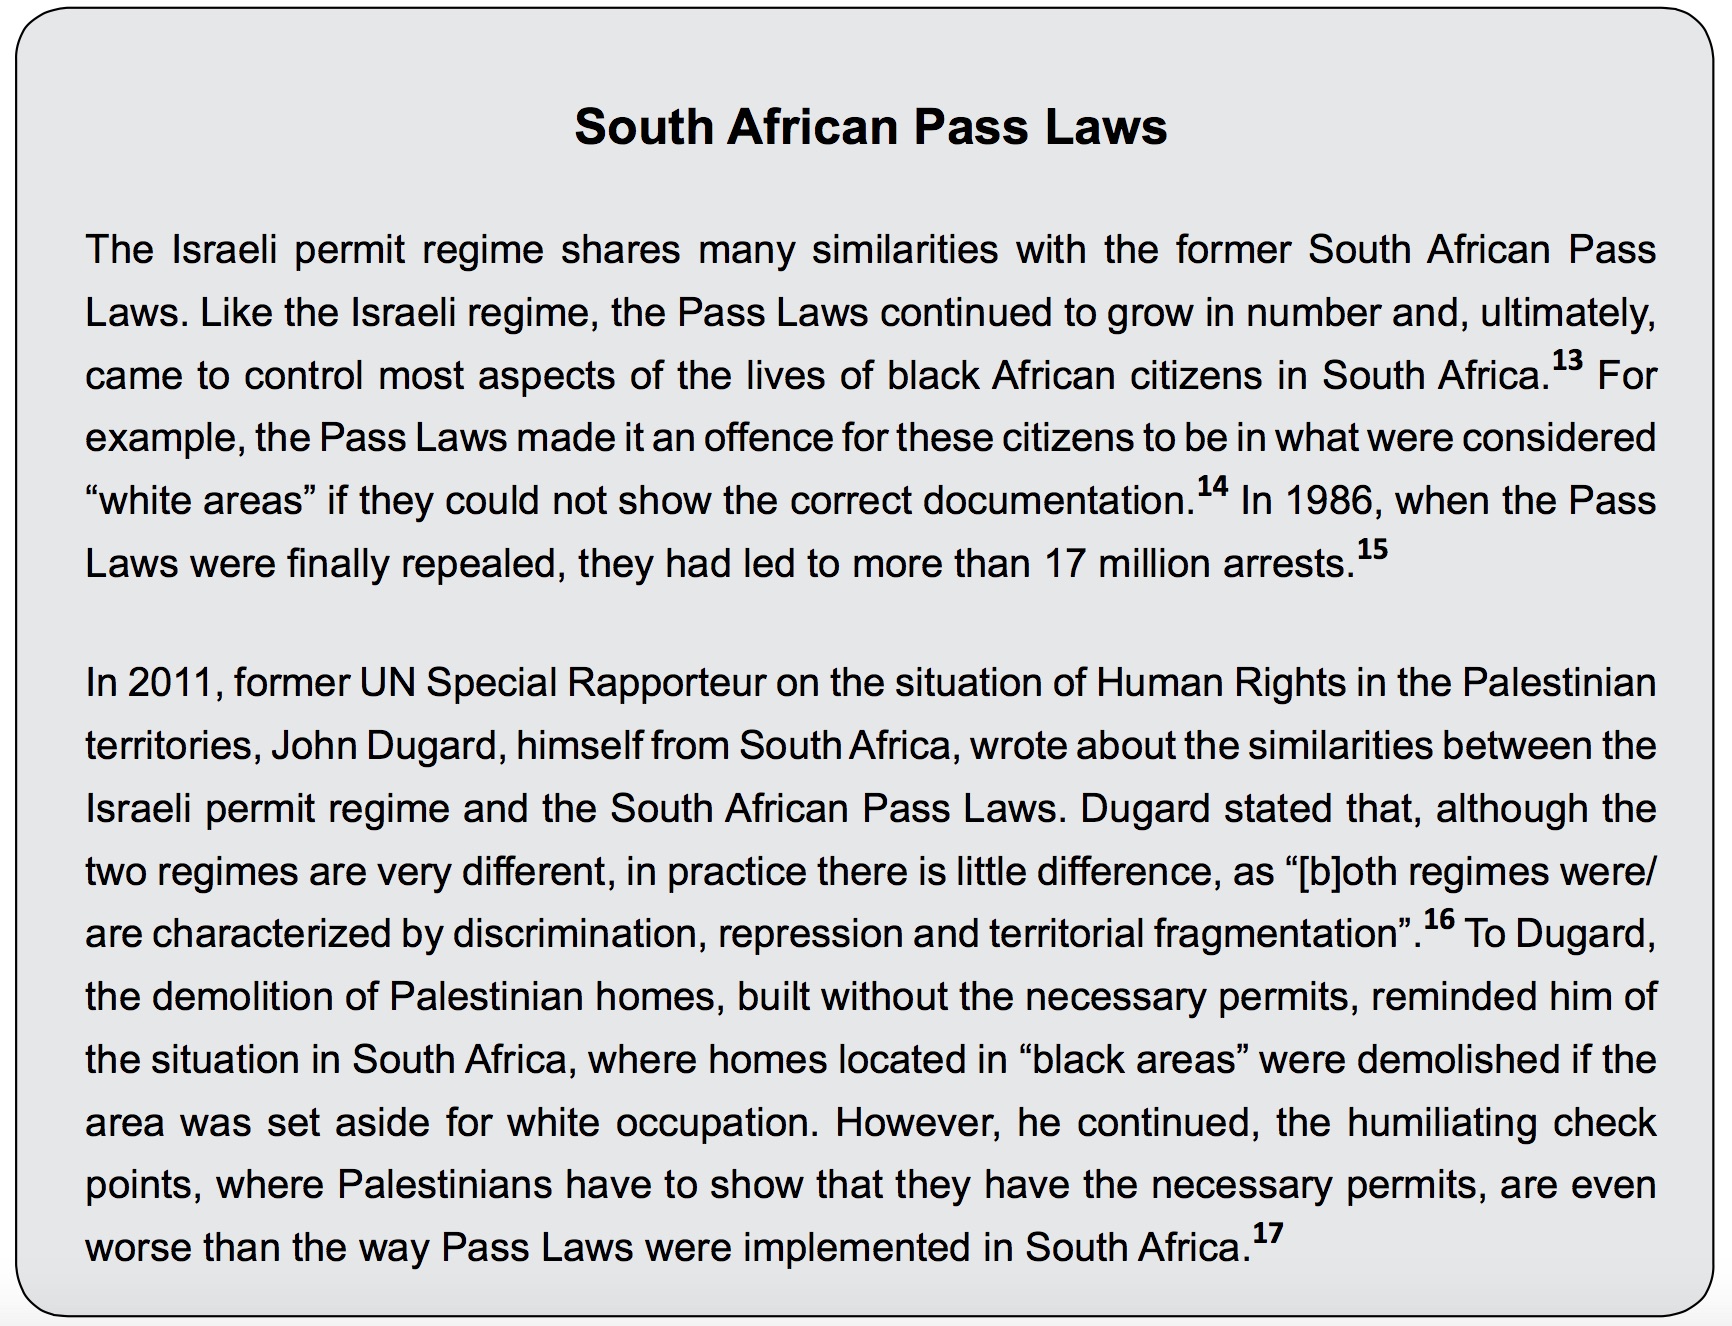 South African Pass Laws
The Israeli permit regime shares many similarities with the former South African Pass
Laws. Like the Israeli regime, the Pass Laws continued to grow in number and, ultimately,
came to control most aspects of the lives of black African citizens in South Africa.13 For
example, the Pass Laws made it an offence for these citizens to be in what were considered
“white areas” if they could not show the correct documentation.14 In 1986, when the Pass
Laws were finally repealed, they had led to more than 17 million arrests.15
In 2011, former UN Special Rapporteur on the situation of Human Rights in the Palestinian
territories, John Dugard, himself from South Africa, wrote about the similarities between the
Israeli permit regime and the South African Pass Laws. Dugard stated that, although the
two regimes are very different, in practice there is little difference, as “[b]oth regimes were/
are characterized by discrimination, repression and territorial fragmentation”.16 To Dugard,
the demolition of Palestinian homes, built without the necessary permits, reminded him of
the situation in South Africa, where homes located in “black areas” were demolished if the
area was set aside for white occupation. However, he continued, the humiliating check
points, where Palestinians have to show that they have the necessary permits, are even
worse than the way Pass Laws were implemented in South Africa.17